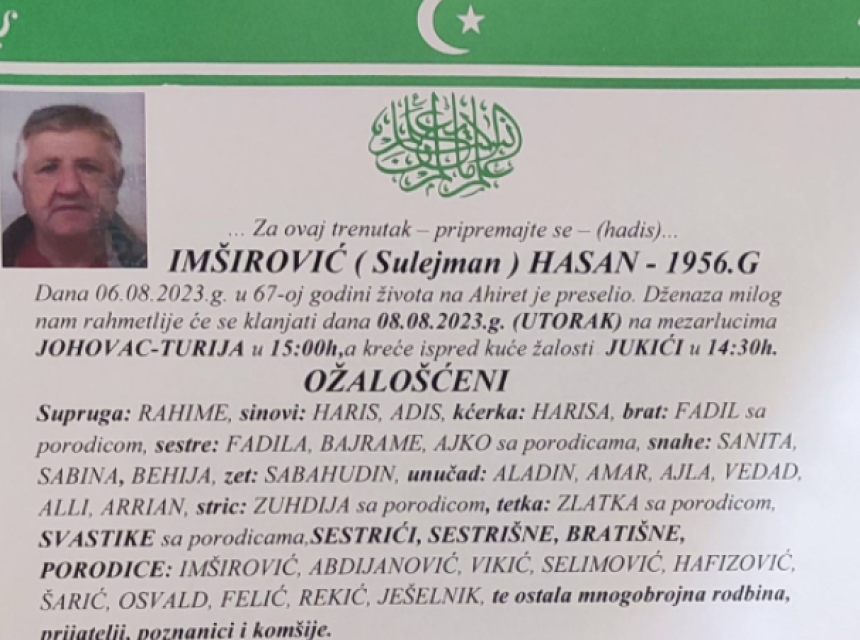 ... Za ovaj trenutak – pripremajte se – (hadis)...
IMŠIROVIĆ ( Sulejman ) HASAN - 1956.G
Dana 06.08.2023.g. u 67-oj godini života na Ahiret je preselio. Dženaza milog
nam rahmetlije će se klanjati dana 08.08.2023.g. (UTORAK) na mezarlucima
JOHOVAC-TURIJA u 15:00h,a kreće ispred kuće žalosti JUKIĆI u 14:30h.
OŽALOŠĆENI
Supruga: RAHIME, sinovi: HARIS, ADIS, kćerka: HARISA, brat: FADIL sa
porodicom, sestre: FADILA, BAJRAME, AJKO sa porodicama, snahe: SANITA,
SABINA, BEHIJA, zet: SABAHUDIN, unučad: ALADIN, AMAR, AJLA, VEDAD,
ALLI, ARRIAN, stric: ZUHDIJA sa porodicom, tetka: ZLATKA sa porodicom,
SVASTIKE sa porodicama,SESTRIĆI, SESTRIŠNE, BRATIŠNE,
PORODICE: IMŠIROVIĆ, ABDIJANOVIĆ, VIKIĆ, SELIMOVIĆ, HAFIZOVIĆ,
ŠARIĆ, OSVALD, FELIĆ, REKIĆ, JEŠELNIK, te ostala mnogobrojna rodbina,
prijatelji, poznanici i komšije.